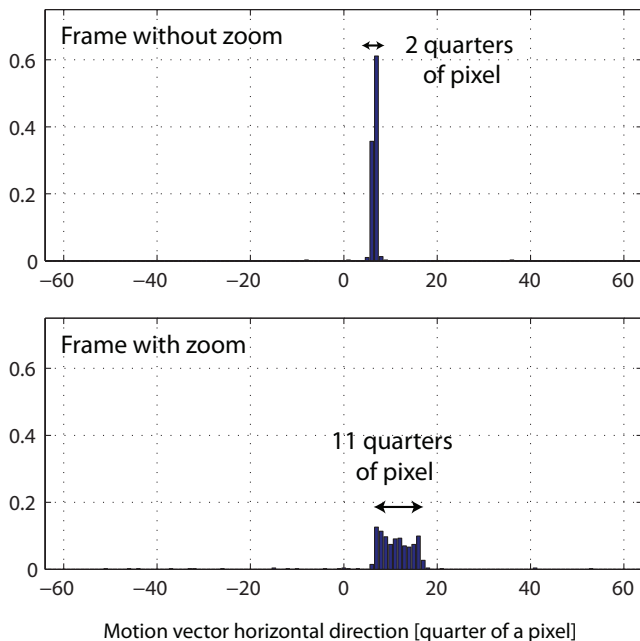 Frame without zoom
2 quarters
of pixel
0.6
0.4
0.2
0
−60 −40 −20 0 20 40 60
Frame with zoom
11 quarters
of pixel
0.6
0.4
0.2
0
−60 −40 −20 0 20 40 60
Motion vector horizontal direction [quarter of a pixel]